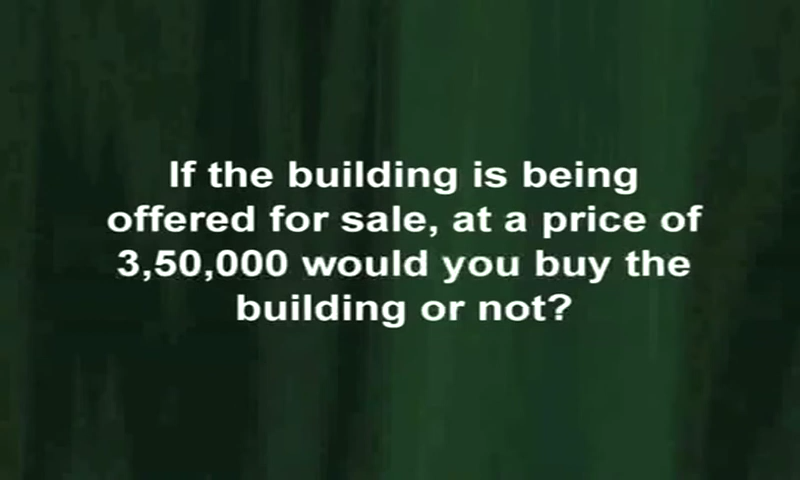 If the building is being
offered for sale, at a price of
3,50,000 would you buy the
building or not?